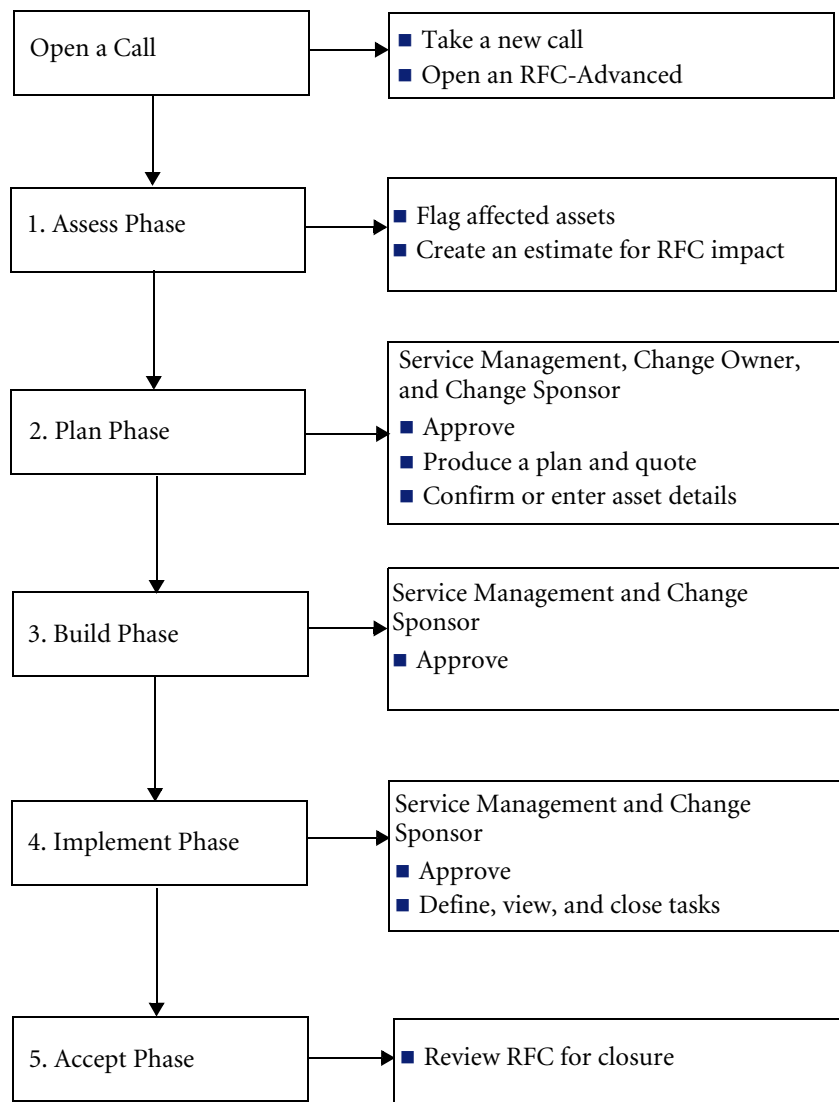 Open a Call
■ Take a new call
■ Open an RFC-Advanced
1. Assess Phase
■ Flag affected assets
■ Create an estimate for RFC impact
2. Plan Phase
Service Management, Change Owner,
and Change Sponsor
■ Approve
■ Produce a plan and quote
■ Confirm or enter asset details
3. Build Phase
Service Management and Change
Sponsor
■ Approve
4. Implement Phase
Service Management and Change
Sponsor
■ Approve
■ Define, view, and close tasks
5. Accept Phase
■ Review RFC for closure